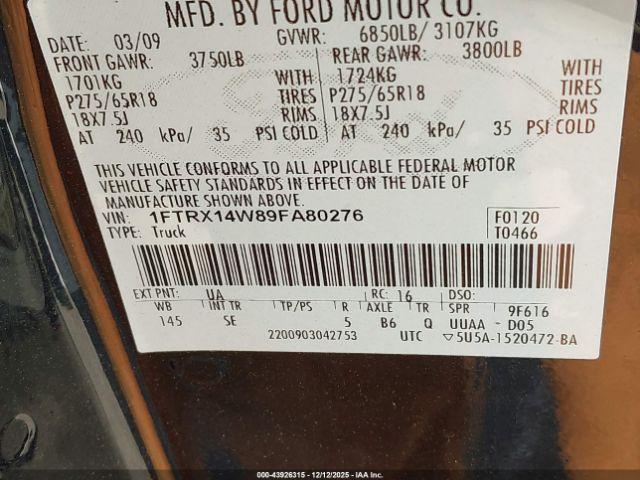 MFD. BY FORD MOTOR CO.
DATE: 03/09 GVWR: 6850LB/ 3107KG
FRONT GAWR: 3750LB REAR GAWR: 3800LB
1701KG WITH 1724KG WITH
P275/65R18 TIRES P275/65R18 TIRES
18X7.5J RIMS 18X7.5J RIMS
AT 240 kPa/ 35 PSI COLD AT 240 kPa/ 35 PSI COLD
THIS VEHICLE CONFORMS TO ALL APPLICABLE FEDERAL MOTOR
VEHICLE SAFETY STANDARDS IN EFFECT ON THE DATE OF
MANUFACTURE SHOWN ABOVE.
VIN: 1FTRX14W89FA80276 F0120
TYPE: Truck T0466
EXT PNT: UA RC: 16 DSO:
WB INT TR TP/PS R AXLE TR SPR 9F616
145 SE 5 B6 Q UUAA - D05
2200903042753 UTC ▽5U5A-1520472-BA
000-43926315 - 12/12/2025 - IAAI.COM